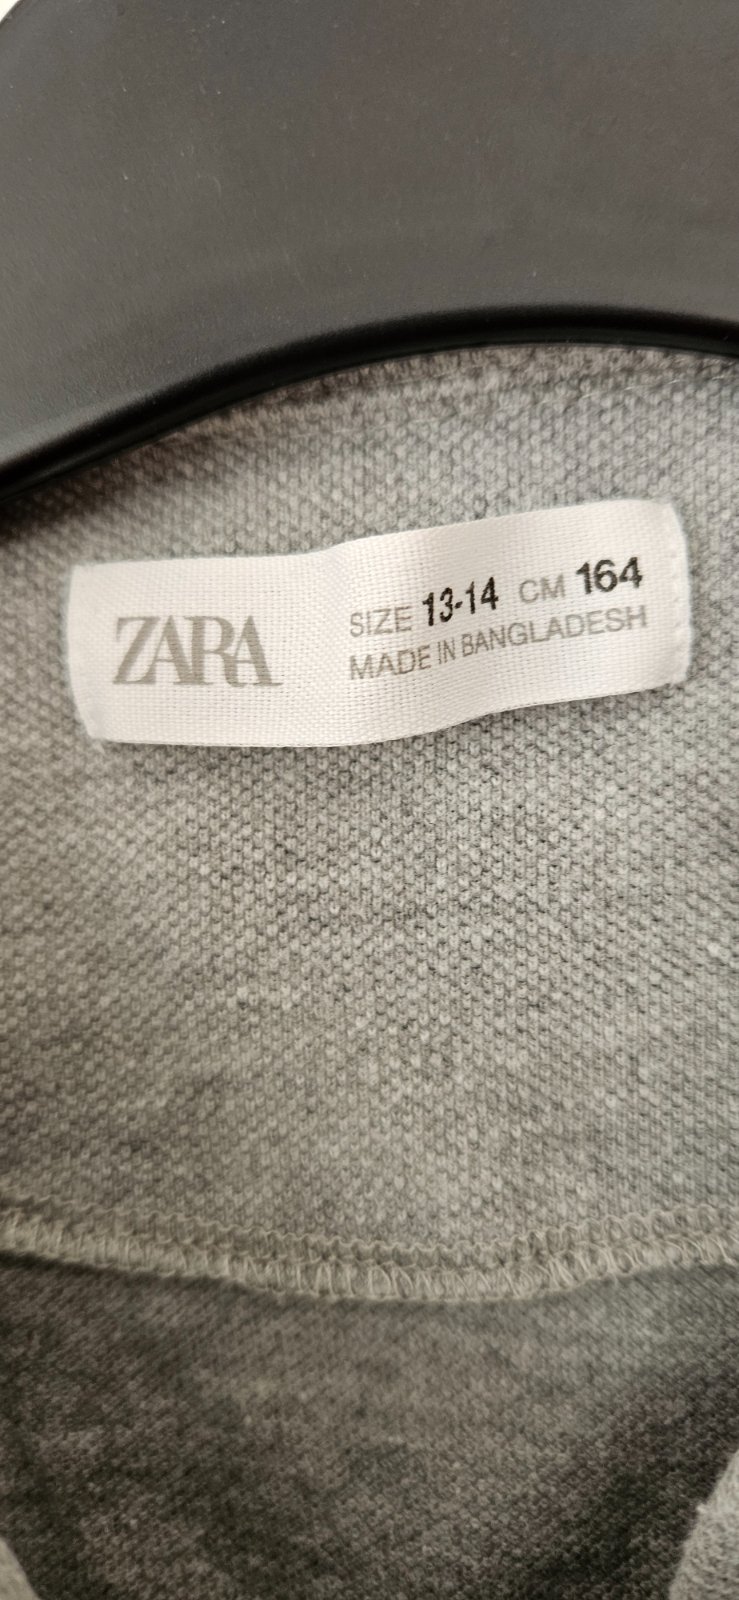 ZARA
SIZE 13-14 CM 164
MADE IN BANGLADESH